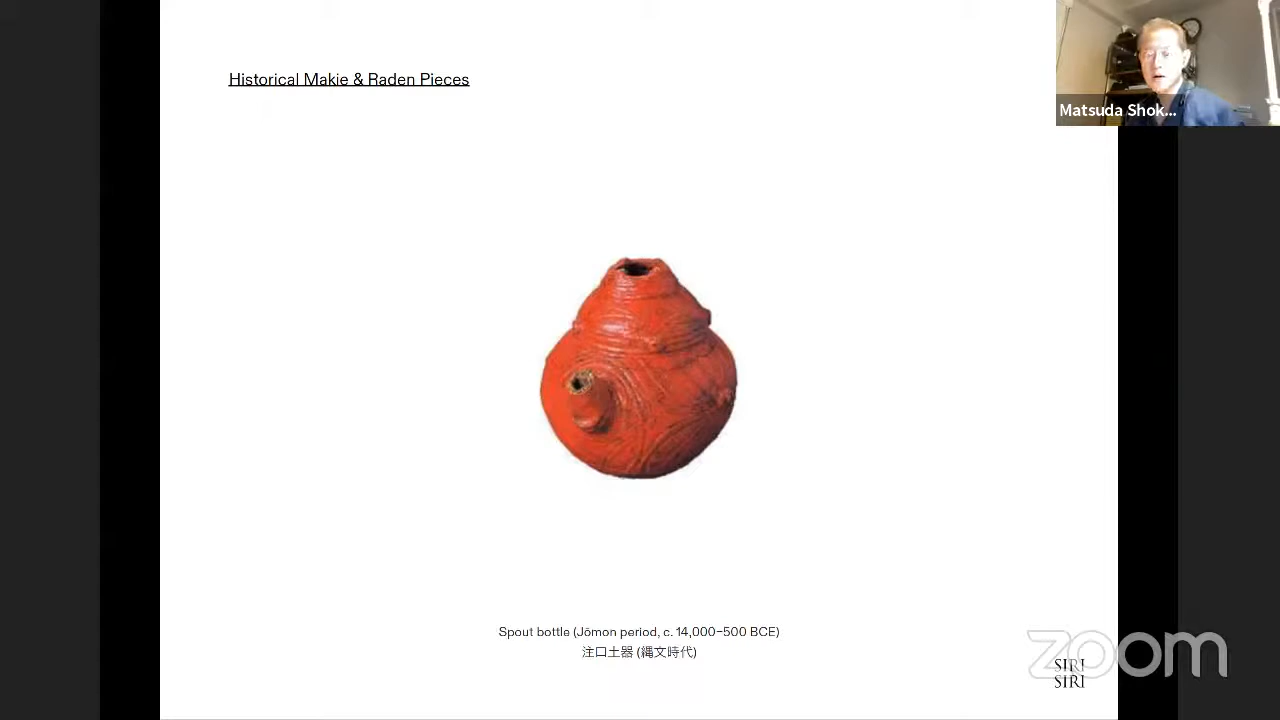 Historical Makie & Raden Pieces
Matsuda Shok...
Spout bottle (Jōmon period, c. 14,000–500 BCE)
注口土器 (縄文時代)
zoom
SIRI
SIRI